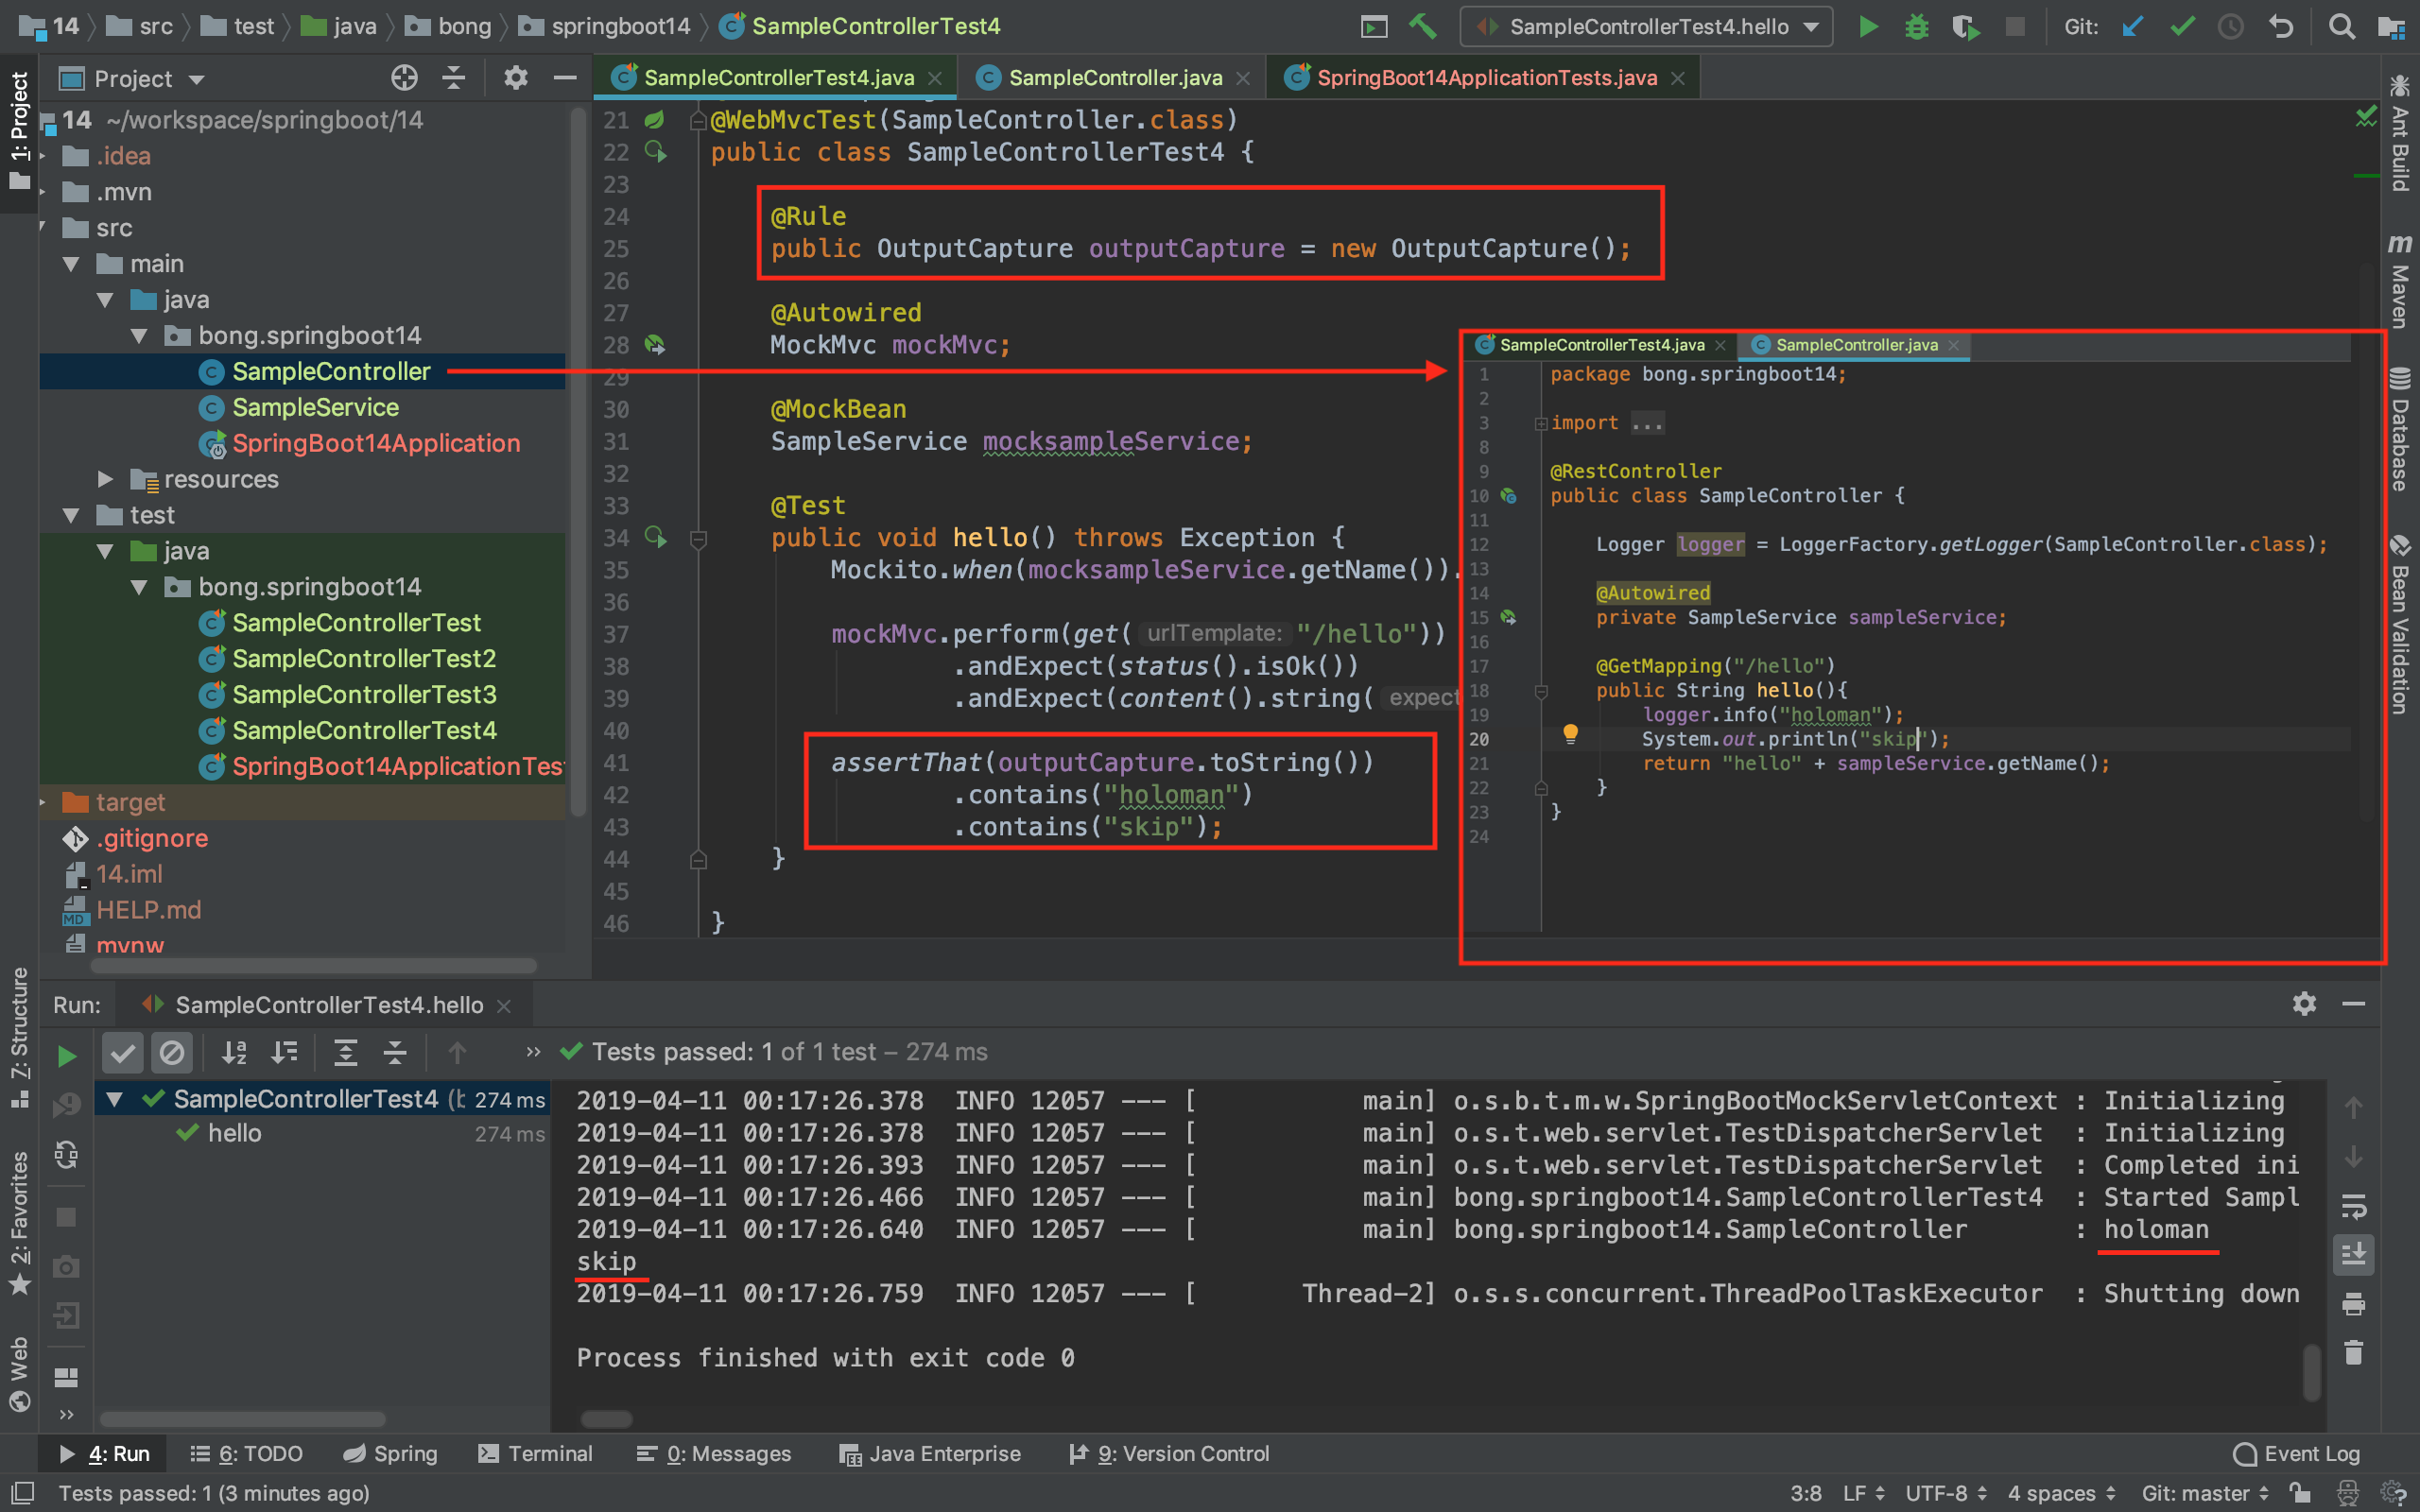 14 src test java bong springboot14 SampleControllerTest4
SampleControllerTest4.hello
Git:
1: Project
Project
14 ~/workspace/springboot/14
.idea
.mvn
src
main
java
bong.springboot14
SampleController
SampleService
SpringBoot14Application
resources
test
java
bong.springboot14
SampleControllerTest
SampleControllerTest2
SampleControllerTest3
SampleControllerTest4
SpringBoot14ApplicationTes
target
.gitignore
14.iml
HELP.md
mvnw
SampleControllerTest4.java SampleController.java SpringBoot14ApplicationTests.java
21 @WebMvcTest(SampleController.class)
22 public class SampleControllerTest4 {
23
24 @Rule
25 public OutputCapture outputCapture = new OutputCapture();
26
27 @Autowired
28 MockMvc mockMvc;
29
30 @MockBean
31 SampleService mocksampleService;
32
33 @Test
34 public void hello() throws Exception {
35 Mockito.when(mocksampleService.getName()).
36
37 mockMvc.perform(get( urlTemplate: "/hello"))
38 .andExpect(status().isOk())
39 .andExpect(content().string( expect
40
41 assertThat(outputCapture.toString())
42 .contains("holoman")
43 .contains("skip");
44 }
45
46 }
SampleControllerTest4.java SampleController.java
1 package bong.springboot14;
2
3 import ...
8
9 @RestController
10 public class SampleController {
11
12 Logger logger = LoggerFactory.getLogger(SampleController.class);
13
14 @Autowired
15 private SampleService sampleService;
16
17 @GetMapping("/hello")
18 public String hello(){
19 logger.info("holoman");
20 System.out.println("skip");
21 return "hello" + sampleService.getName();
22 }
23 }
24
Ant Build
Maven
Database
Bean Validation
7: Structure
2: Favorites
Web
Run: SampleControllerTest4.hello
Tests passed: 1 of 1 test – 274 ms
SampleControllerTest4 (b 274 ms
hello 274 ms
2019-04-11 00:17:26.378 INFO 12057 --- [ main] o.s.b.t.m.w.SpringBootMockServletContext : Initializing
2019-04-11 00:17:26.378 INFO 12057 --- [ main] o.s.t.web.servlet.TestDispatcherServlet : Initializing
2019-04-11 00:17:26.393 INFO 12057 --- [ main] o.s.t.web.servlet.TestDispatcherServlet : Completed ini
2019-04-11 00:17:26.466 INFO 12057 --- [ main] bong.springboot14.SampleControllerTest4 : Started Sampl
2019-04-11 00:17:26.640 INFO 12057 --- [ main] bong.springboot14.SampleController : holoman
skip
2019-04-11 00:17:26.759 INFO 12057 --- [ Thread-2] o.s.s.concurrent.ThreadPoolTaskExecutor : Shutting down
Process finished with exit code 0
4: Run 6: TODO Spring Terminal 0: Messages Java Enterprise 9: Version Control Event Log
Tests passed: 1 (3 minutes ago) 3:8 LF UTF-8 4 spaces Git: master